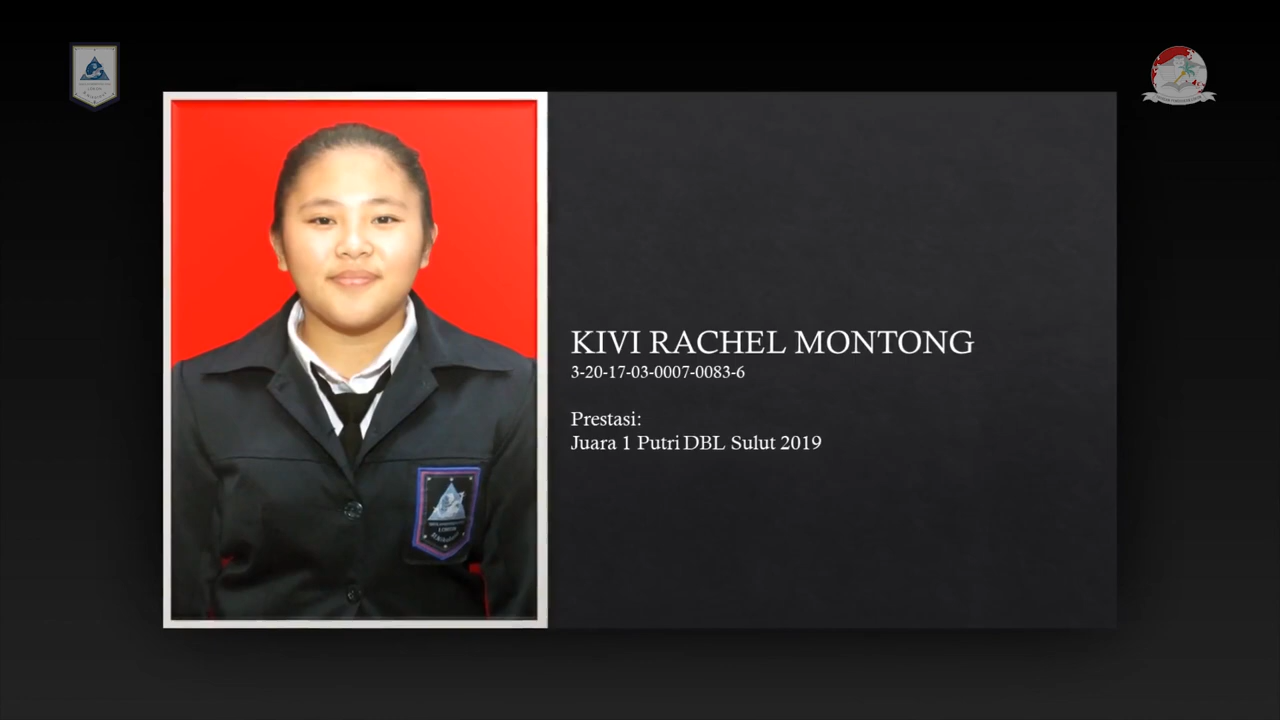 KIVI RACHEL MONTONG
3-20-17-03-0007-0083-6
Prestasi:
Juara 1 Putri DBL Sulut 2019